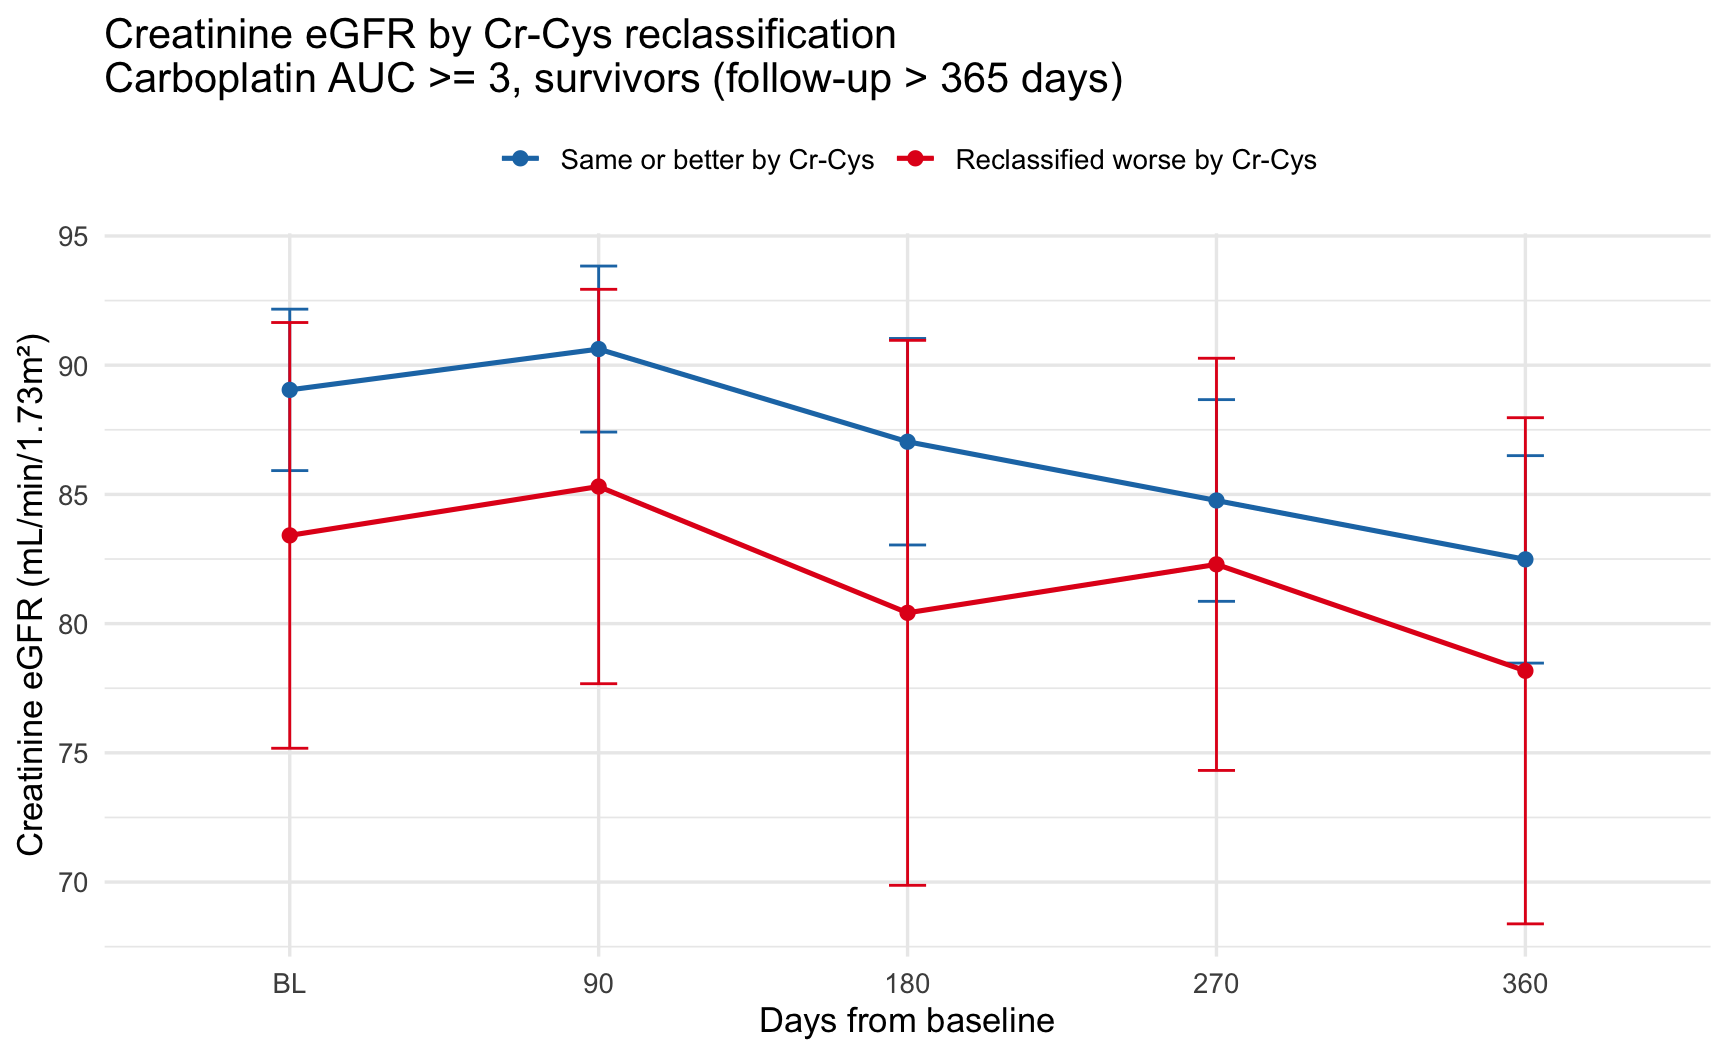 Creatinine eGFR by Cr-Cys reclassification
Carboplatin AUC >= 3, survivors (follow-up > 365 days)
Same or better by Cr-Cys
Reclassified worse by Cr-Cys
Creatinine eGFR (mL/min/1.73m²)
95
90
85
80
75
70
BL 90 180 270 360
Days from baseline